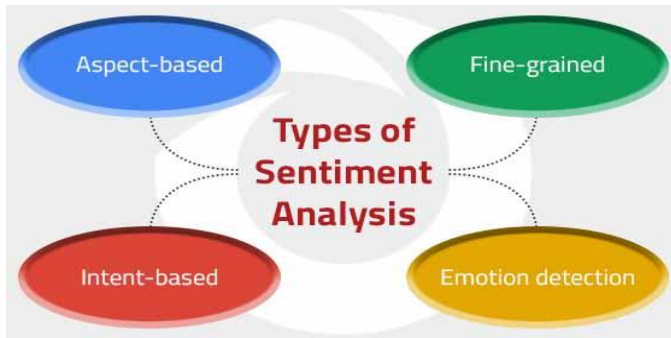 Aspect-based
Fine-grained
Types of
Sentiment
Analysis
Intent-based
Emotion detection